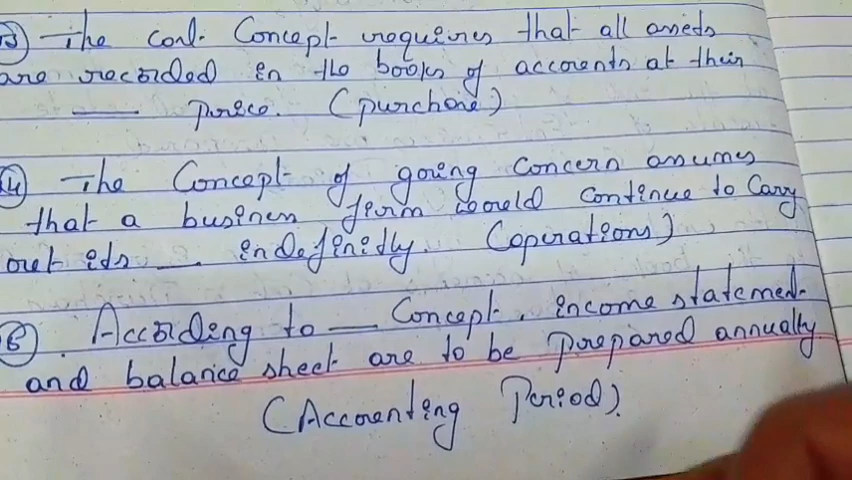 ③ The cost Concept requires that all assets
are recorded in the books of accounts at their
___ price. (purchase)
④ The Concept of going Concern assumes
that a business firm would continue to Carry
out its ___ indefinitly. (operations)
⑤ According to ___ Concept, income statement
and balance sheet are to be prepared annually
(Accounting Period).